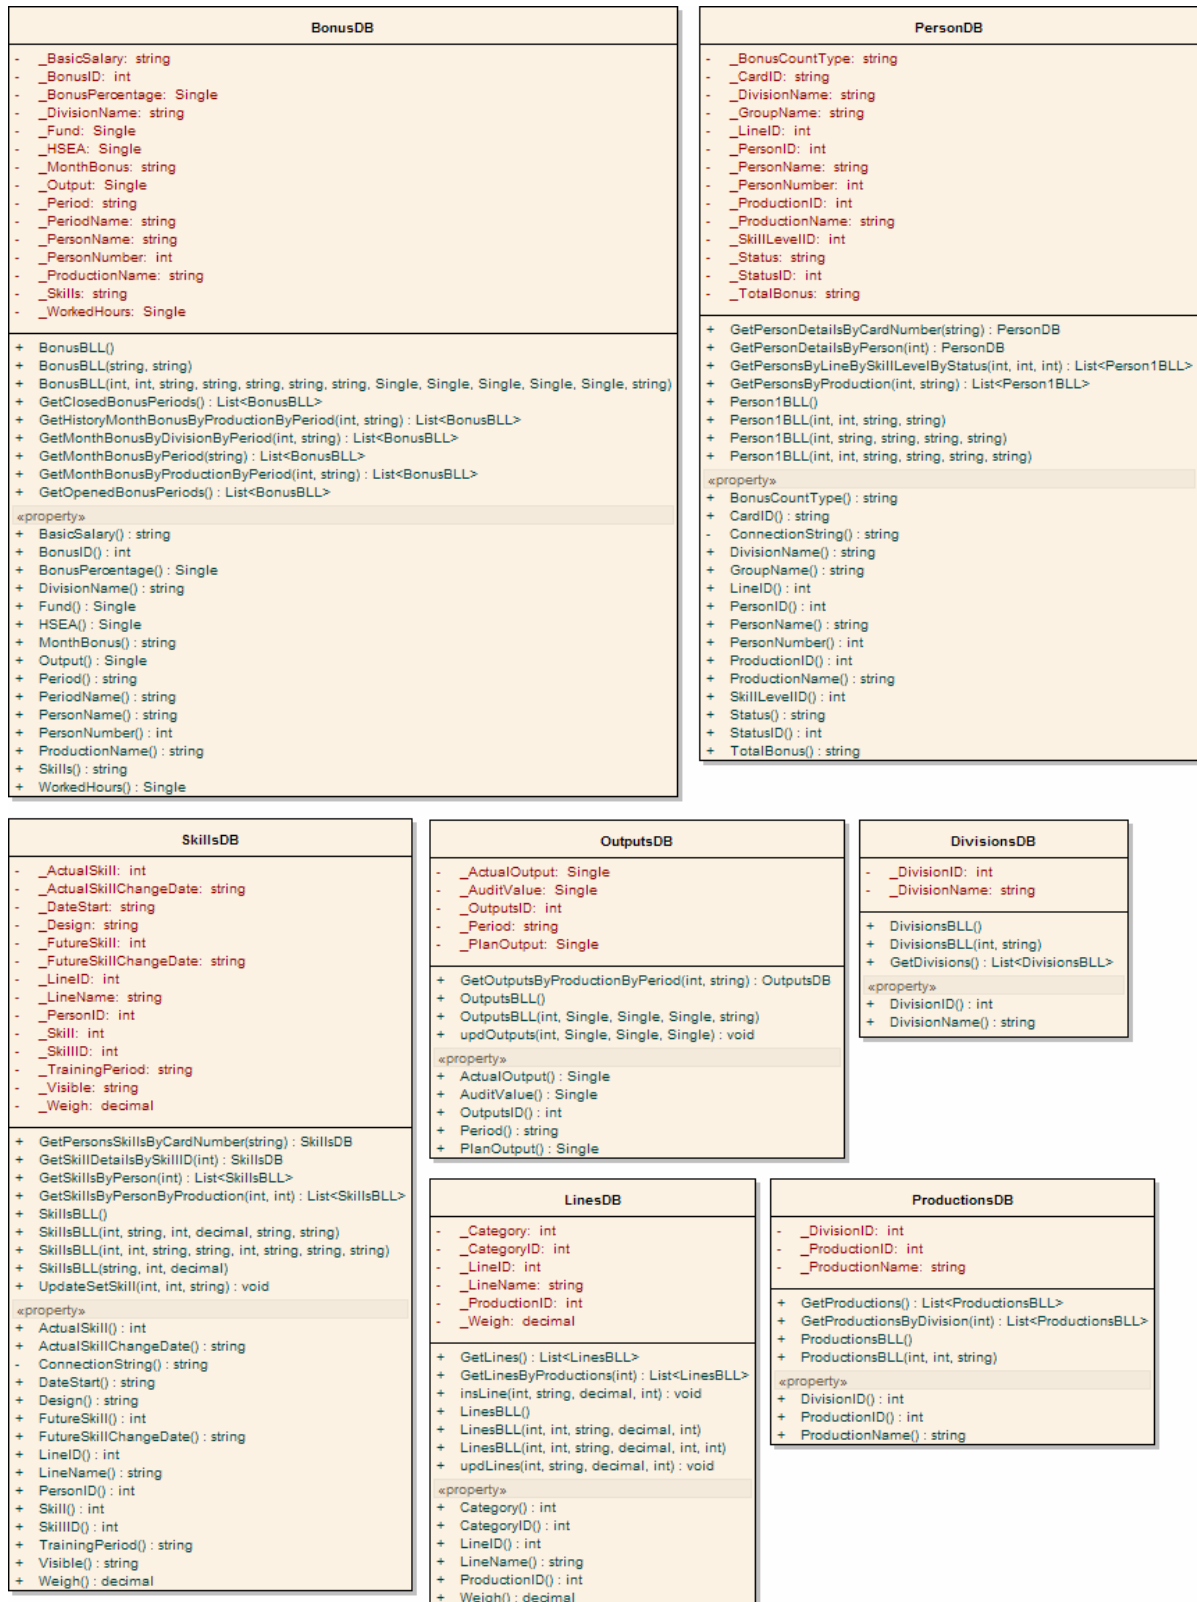 BonusDB
- _BasicSalary: string
- _BonusID: int
- _BonusPercentage: Single
- _DivisionName: string
- _Fund: Single
- _HSEA: Single
- _MonthBonus: string
- _Output: Single
- _Period: string
- _PeriodName: string
- _PersonName: string
- _PersonNumber: int
- _ProductionName: string
- _Skills: string
- _WorkedHours: Single
+ BonusBLL()
+ BonusBLL(string, string)
+ BonusBLL(int, int, string, string, string, string, string, Single, Single, Single, Single, Single, string)
+ GetClosedBonusPeriods() : List<BonusBLL>
+ GetHistoryMonthBonusByProductionByPeriod(int, string) : List<BonusBLL>
+ GetMonthBonusByDivisionByPeriod(int, string) : List<BonusBLL>
+ GetMonthBonusByPeriod(string) : List<BonusBLL>
+ GetMonthBonusByProductionByPeriod(int, string) : List<BonusBLL>
+ GetOpenedBonusPeriods() : List<BonusBLL>
«property»
+ BasicSalary() : string
+ BonusID() : int
+ BonusPercentage() : Single
+ DivisionName() : string
+ Fund() : Single
+ HSEA() : Single
+ MonthBonus() : string
+ Output() : Single
+ Period() : string
+ PeriodName() : string
+ PersonName() : string
+ PersonNumber() : int
+ ProductionName() : string
+ Skills() : string
+ WorkedHours() : Single
PersonDB
- _BonusCountType: string
- _CardID: string
- _DivisionName: string
- _GroupName: string
- _LineID: int
- _PersonID: int
- _PersonName: string
- _PersonNumber: int
- _ProductionID: int
- _ProductionName: string
- _SkillLevelID: int
- _Status: string
- _StatusID: int
- _TotalBonus: string
+ GetPersonDetailsByCardNumber(string) : PersonDB
+ GetPersonDetailsByPerson(int) : PersonDB
+ GetPersonsByLineBySkillLevelByStatus(int, int, int) : List<Person1BLL>
+ GetPersonsByProduction(int, string) : List<Person1BLL>
+ Person1BLL()
+ Person1BLL(int, int, string, string)
+ Person1BLL(int, string, string, string, string)
+ Person1BLL(int, int, string, string, string, string)
«property»
+ BonusCountType() : string
+ CardID() : string
- ConnectionString() : string
+ DivisionName() : string
+ GroupName() : string
+ LineID() : int
+ PersonID() : int
+ PersonName() : string
+ PersonNumber() : int
+ ProductionID() : int
+ ProductionName() : string
+ SkillLevelID() : int
+ Status() : string
+ StatusID() : int
+ TotalBonus() : string
SkillsDB
- _ActualSkill: int
- _ActualSkillChangeDate: string
- _DateStart: string
- _Design: string
- _FutureSkill: int
- _FutureSkillChangeDate: string
- _LineID: int
- _LineName: string
- _PersonID: int
- _Skill: int
- _SkillID: int
- _TrainingPeriod: string
- _Visible: string
- _Weigh: decimal
+ GetPersonsSkillsByCardNumber(string) : SkillsDB
+ GetSkillDetailsBySkillID(int) : SkillsDB
+ GetSkillsByPerson(int) : List<SkillsBLL>
+ GetSkillsByPersonByProduction(int, int) : List<SkillsBLL>
+ SkillsBLL()
+ SkillsBLL(int, string, int, decimal, string, string)
+ SkillsBLL(int, int, string, string, int, string, string, string)
+ SkillsBLL(string, int, decimal)
+ UpdateSetSkill(int, int, string) : void
«property»
+ ActualSkill() : int
+ ActualSkillChangeDate() : string
- ConnectionString() : string
+ DateStart() : string
+ Design() : string
+ FutureSkill() : int
+ FutureSkillChangeDate() : string
+ LineID() : int
+ LineName() : string
+ PersonID() : int
+ Skill() : int
+ SkillID() : int
+ TrainingPeriod() : string
+ Visible() : string
+ Weigh() : decimal
OutputsDB
- _ActualOutput: Single
- _AuditValue: Single
- _OutputsID: int
- _Period: string
- _PlanOutput: Single
+ GetOutputsByProductionByPeriod(int, string) : OutputsDB
+ OutputsBLL()
+ OutputsBLL(int, Single, Single, Single, string)
+ updOutputs(int, Single, Single, Single) : void
«property»
+ ActualOutput() : Single
+ AuditValue() : Single
+ OutputsID() : int
+ Period() : string
+ PlanOutput() : Single
DivisionsDB
- _DivisionID: int
- _DivisionName: string
+ DivisionsBLL()
+ DivisionsBLL(int, string)
+ GetDivisions() : List<DivisionsBLL>
«property»
+ DivisionID() : int
+ DivisionName() : string
LinesDB
- _Category: int
- _CategoryID: int
- _LineID: int
- _LineName: string
- _ProductionID: int
- _Weigh: decimal
+ GetLines() : List<LinesBLL>
+ GetLinesByProductions(int) : List<LinesBLL>
+ insLine(int, string, decimal, int) : void
+ LinesBLL()
+ LinesBLL(int, int, string, decimal, int)
+ LinesBLL(int, int, string, decimal, int, int)
+ updLines(int, string, decimal, int) : void
«property»
+ Category() : int
+ CategoryID() : int
+ LineID() : int
+ LineName() : string
+ ProductionID() : int
+ Weigh() : decimal
ProductionsDB
- _DivisionID: int
- _ProductionID: int
- _ProductionName: string
+ GetProductions() : List<ProductionsBLL>
+ GetProductionsByDivision(int) : List<ProductionsBLL>
+ ProductionsBLL()
+ ProductionsBLL(int, int, string)
«property»
+ DivisionID() : int
+ ProductionID() : int
+ ProductionName() : string